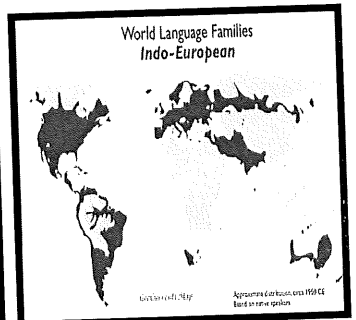 World Language Families
Indo-European
Approximate distribution, circa 1950 CE
Based on native speakers